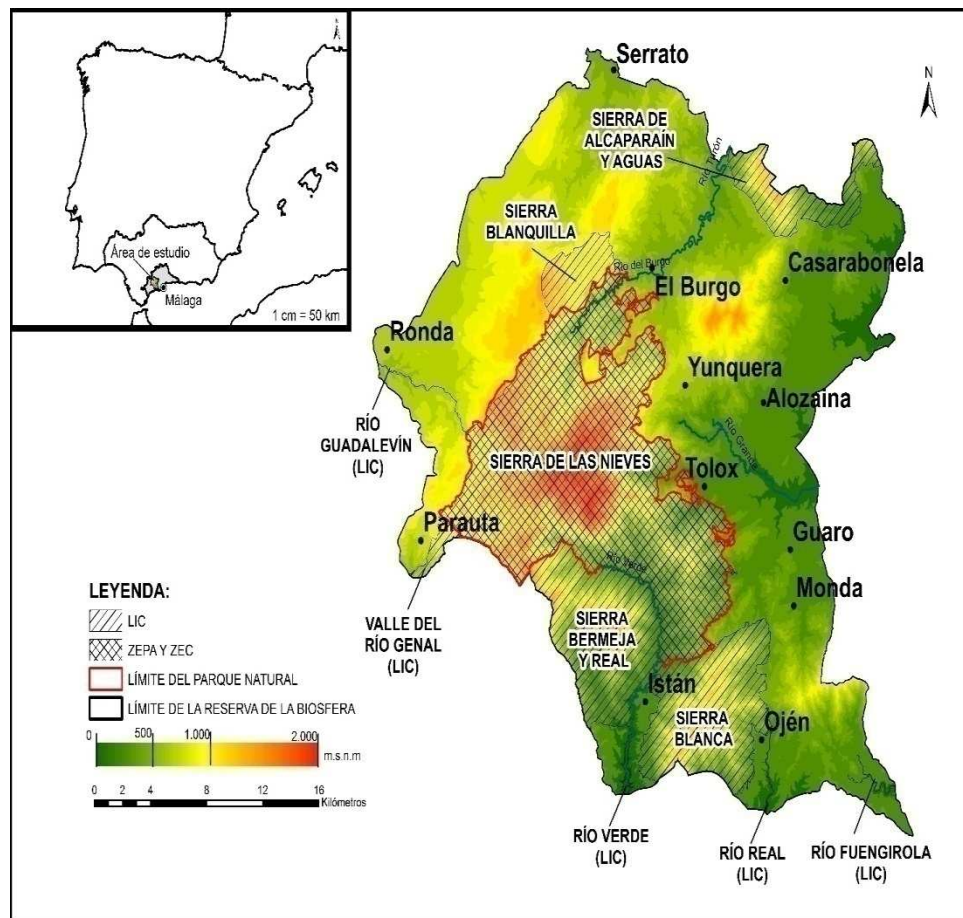 Área de estudio
Málaga
1 cm = 50 km
N
Serrato
SIERRA DE
ALCAPARAÍN
Y AGUAS
Río Turón
SIERRA
BLANQUILLA
Río del Burgo
El Burgo
Casarabonela
Ronda
Yunquera
Alozaina
RÍO
GUADALEVÍN
(LIC)
Río Grande
SIERRA DE LAS NIEVES
Tolox
Parauta
Guaro
Río Verde
Monda
LEYENDA:
LIC
ZEPA Y ZEC
LÍMITE DEL PARQUE NATURAL
LÍMITE DE LA RESERVA DE LA BIOSFERA
0 500 1.000 2.000
m.s.n.m
0 2 4 8 12 16
Kilómetros
VALLE DEL
RÍO GENAL
(LIC)
SIERRA
BERMEJA
Y REAL
Istán
SIERRA
BLANCA
Ojén
RÍO VERDE
(LIC)
RÍO REAL
(LIC)
RÍO FUENGIROLA
(LIC)